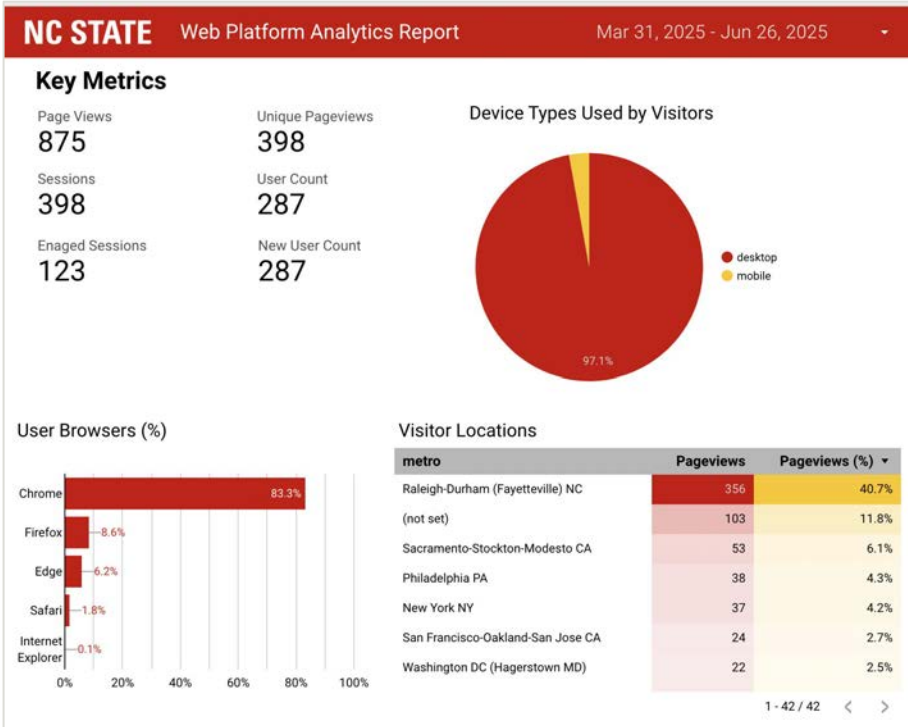 NC STATE Web Platform Analytics Report Mar 31, 2025 - Jun 26, 2025
Key Metrics
Page Views
875
Unique Pageviews
398
Sessions
398
User Count
287
Enaged Sessions
123
New User Count
287
Device Types Used by Visitors
desktop
mobile
97.1%
User Browsers (%)
Chrome 83.3%
Firefox 8.6%
Edge 6.2%
Safari 1.8%
Internet
Explorer 0.1%
0% 20% 40% 60% 80% 100%
Visitor Locations
metro Pageviews Pageviews (%)
Raleigh-Durham (Fayetteville) NC 356 40.7%
(not set) 103 11.8%
Sacramento-Stockton-Modesto CA 53 6.1%
Philadelphia PA 38 4.3%
New York NY 37 4.2%
San Francisco-Oakland-San Jose CA 24 2.7%
Washington DC (Hagerstown MD) 22 2.5%
1 - 42 / 42